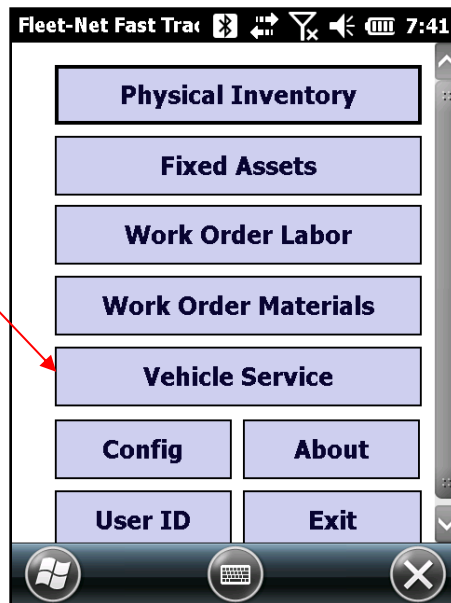 Fleet-Net Fast Trac 7:41
Physical Inventory
Fixed Assets
Work Order Labor
Work Order Materials
Vehicle Service
Config About
User ID Exit